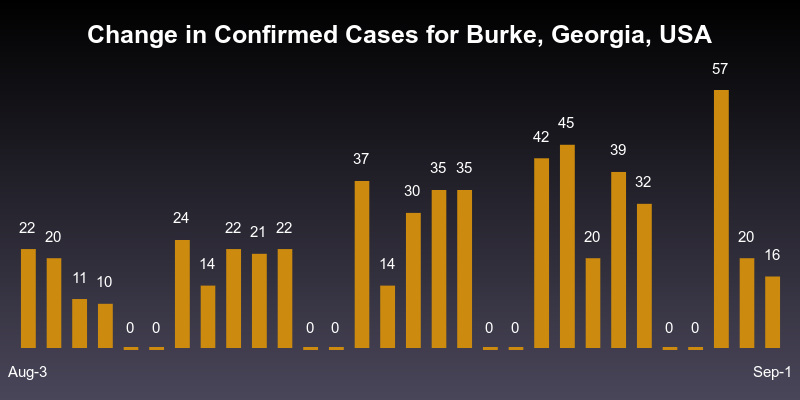 Change in Confirmed Cases for Burke, Georgia, USA
22 20 11 10 0 0 24 14 22 21 22 0 0 37 14 30 35 35 0 0 42 45 20 39 32 0 0 57 20 16
Aug-3 Sep-1